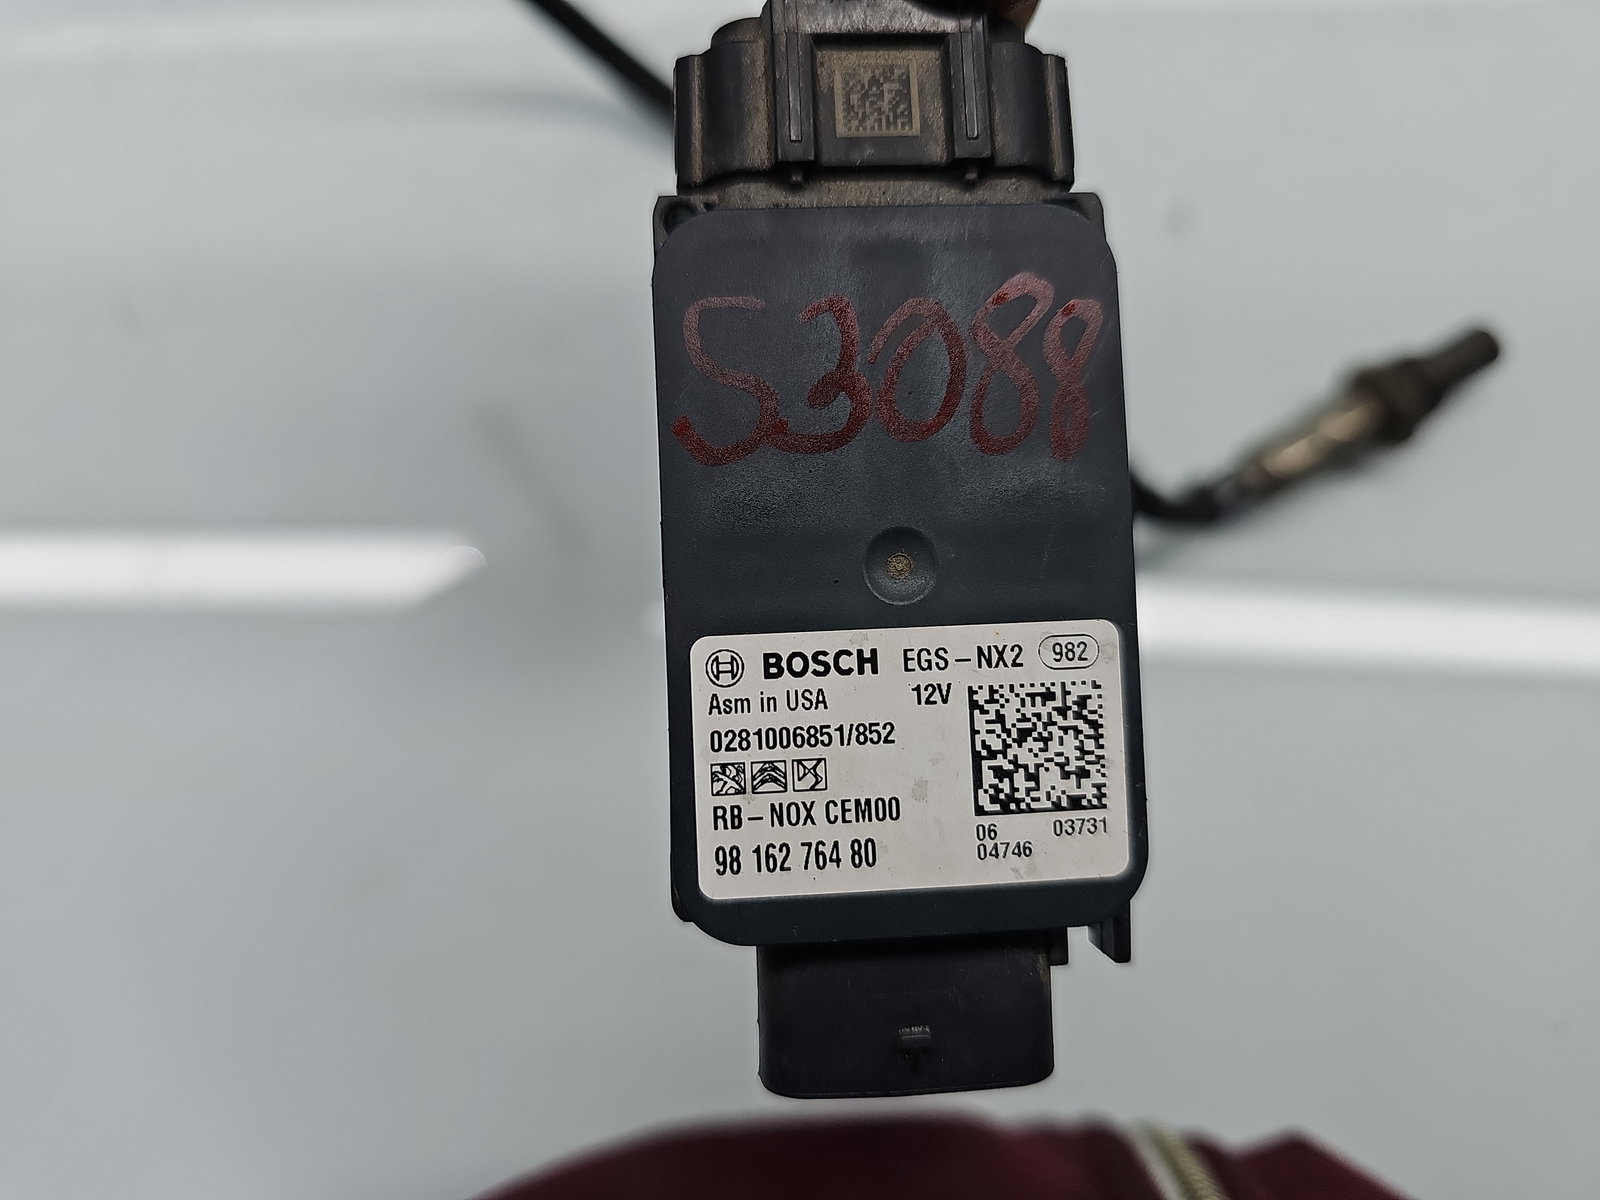 S3088
BOSCH EGS-NX2 982
Asm in USA 12V
0281006851/852
RB-NOX CEM00
98 162 764 80
06 03731
04746